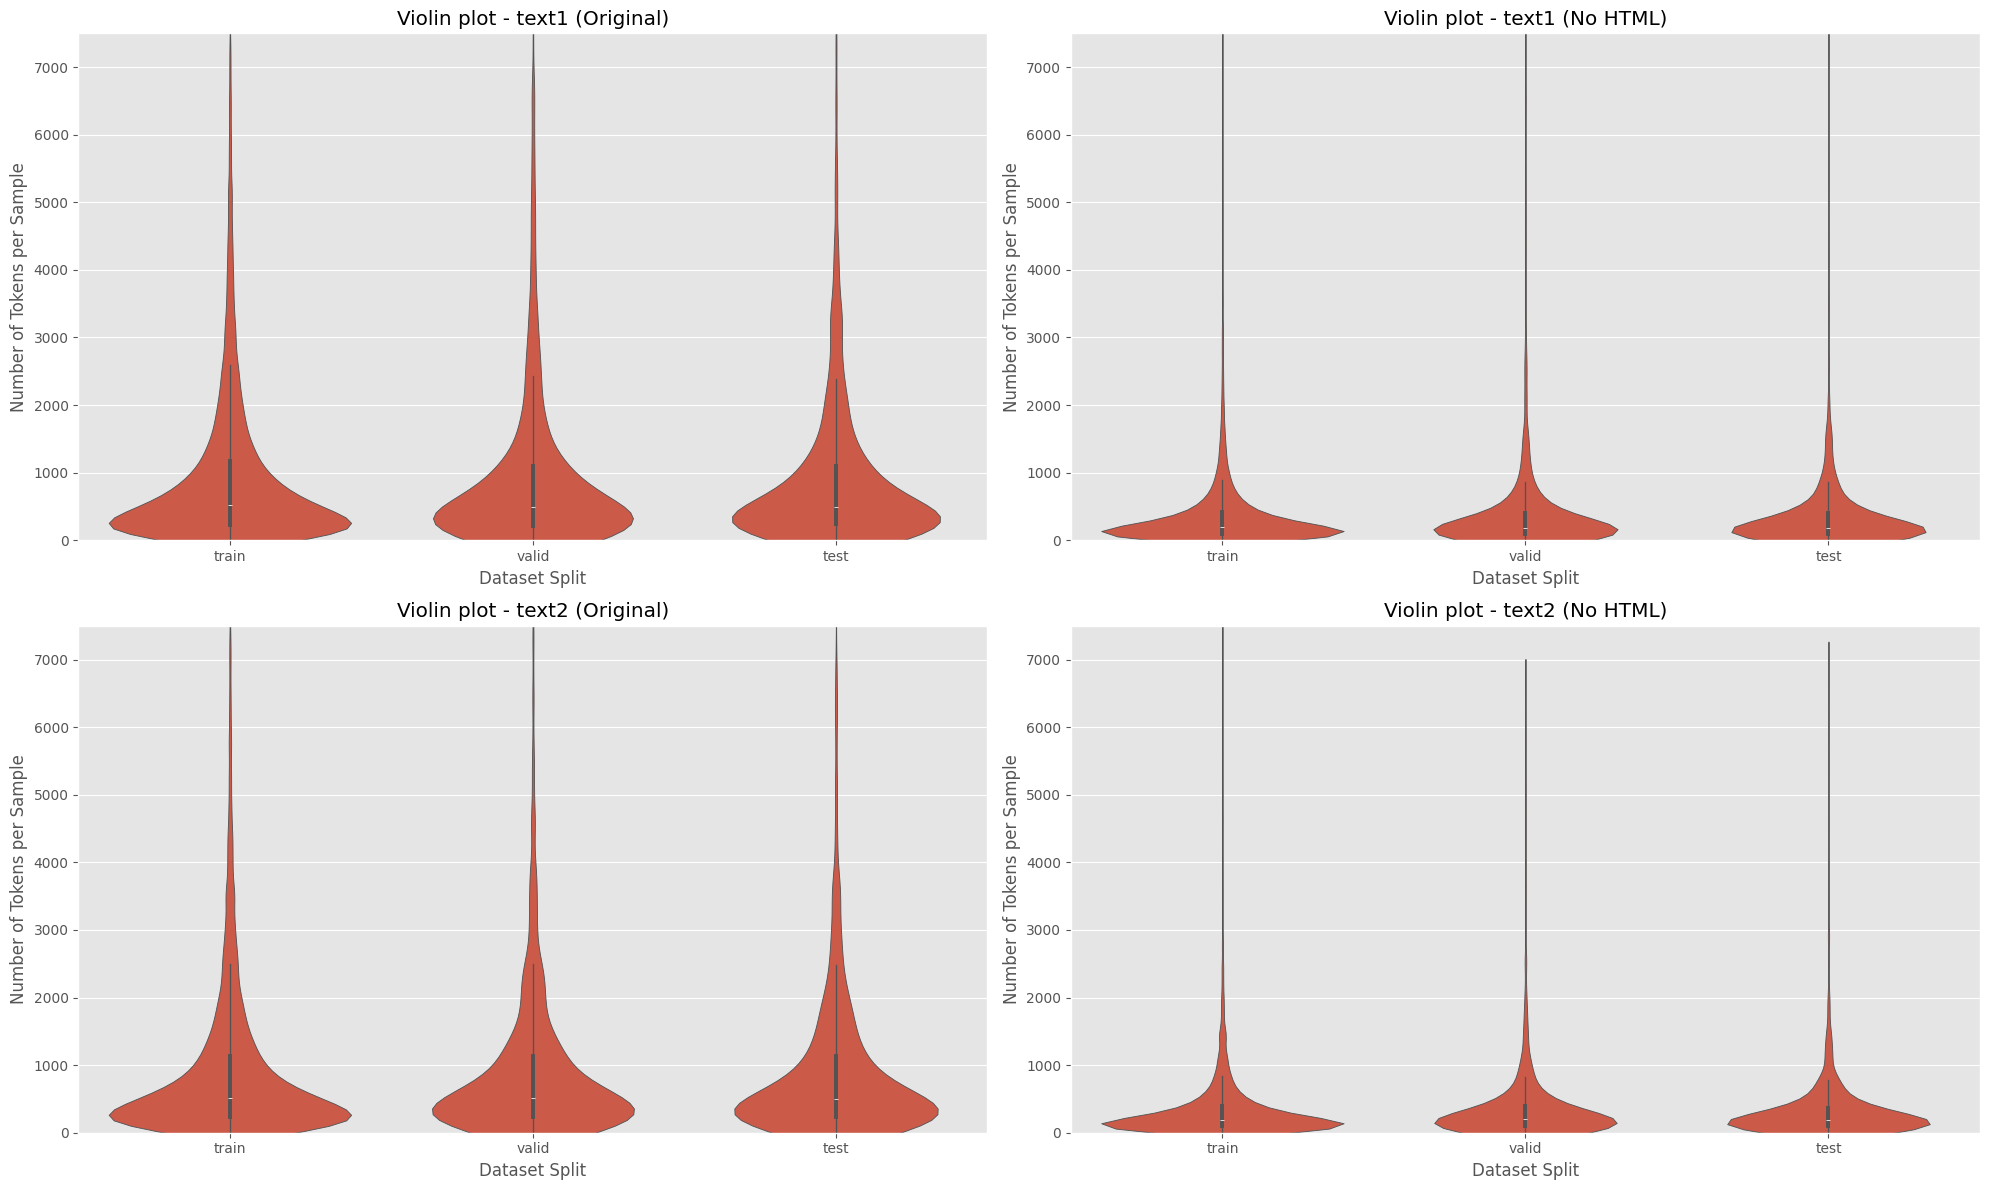 Violin plot - text1 (Original)
Number of Tokens per Sample
7000
6000
5000
4000
3000
2000
1000
0
train valid test
Dataset Split
Violin plot - text1 (No HTML)
Number of Tokens per Sample
7000
6000
5000
4000
3000
2000
1000
0
train valid test
Dataset Split
Violin plot - text2 (Original)
Number of Tokens per Sample
7000
6000
5000
4000
3000
2000
1000
0
train valid test
Dataset Split
Violin plot - text2 (No HTML)
Number of Tokens per Sample
7000
6000
5000
4000
3000
2000
1000
0
train valid test
Dataset Split